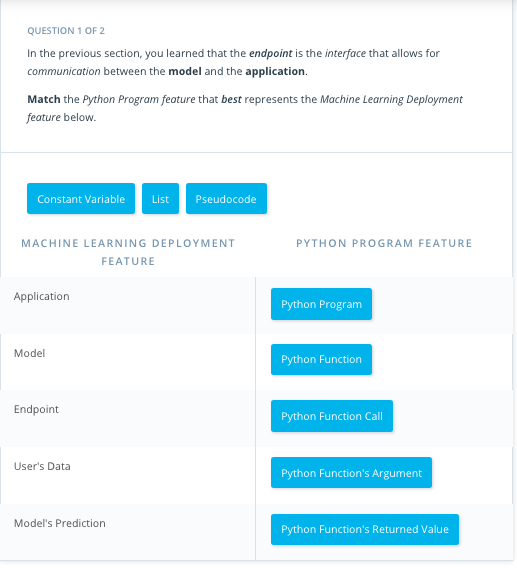 QUESTION 1 OF 2
In the previous section, you learned that the endpoint is the interface that allows for
communication between the model and the application.
Match the Python Program feature that best represents the Machine Learning Deployment
feature below.
Constant Variable List Pseudocode
MACHINE LEARNING DEPLOYMENT
FEATURE
PYTHON PROGRAM FEATURE
Application Python Program
Model Python Function
Endpoint Python Function Call
User's Data Python Function's Argument
Model's Prediction Python Function's Returned Value